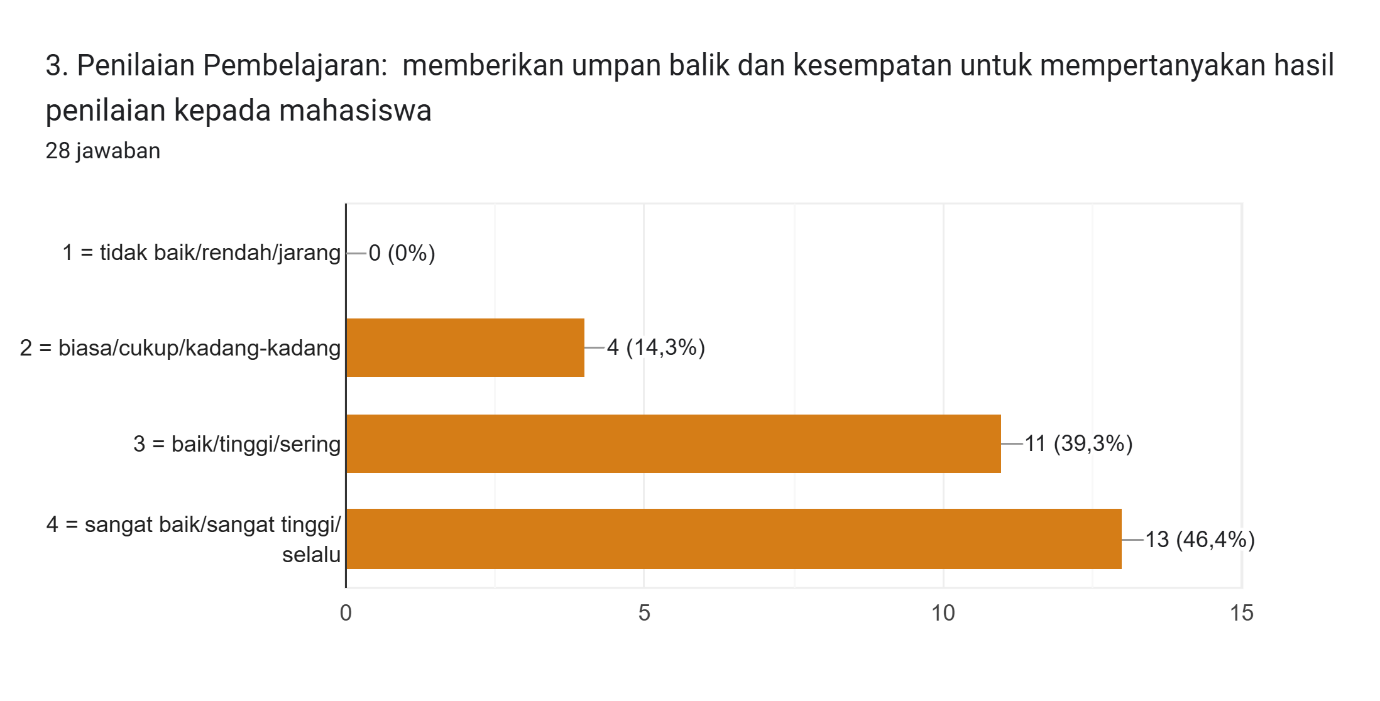 3. Penilaian Pembelajaran:  memberikan umpan balik dan kesempatan untuk mempertanyakan hasil
penilaian kepada mahasiswa
28 jawaban
1 = tidak baik/rendah/jarang
0 (0%)
2 = biasa/cukup/kadang-kadang
4 (14,3%)
3 = baik/tinggi/sering
11 (39,3%)
4 = sangat baik/sangat tinggi/
selalu
13 (46,4%)
0
5
10
15